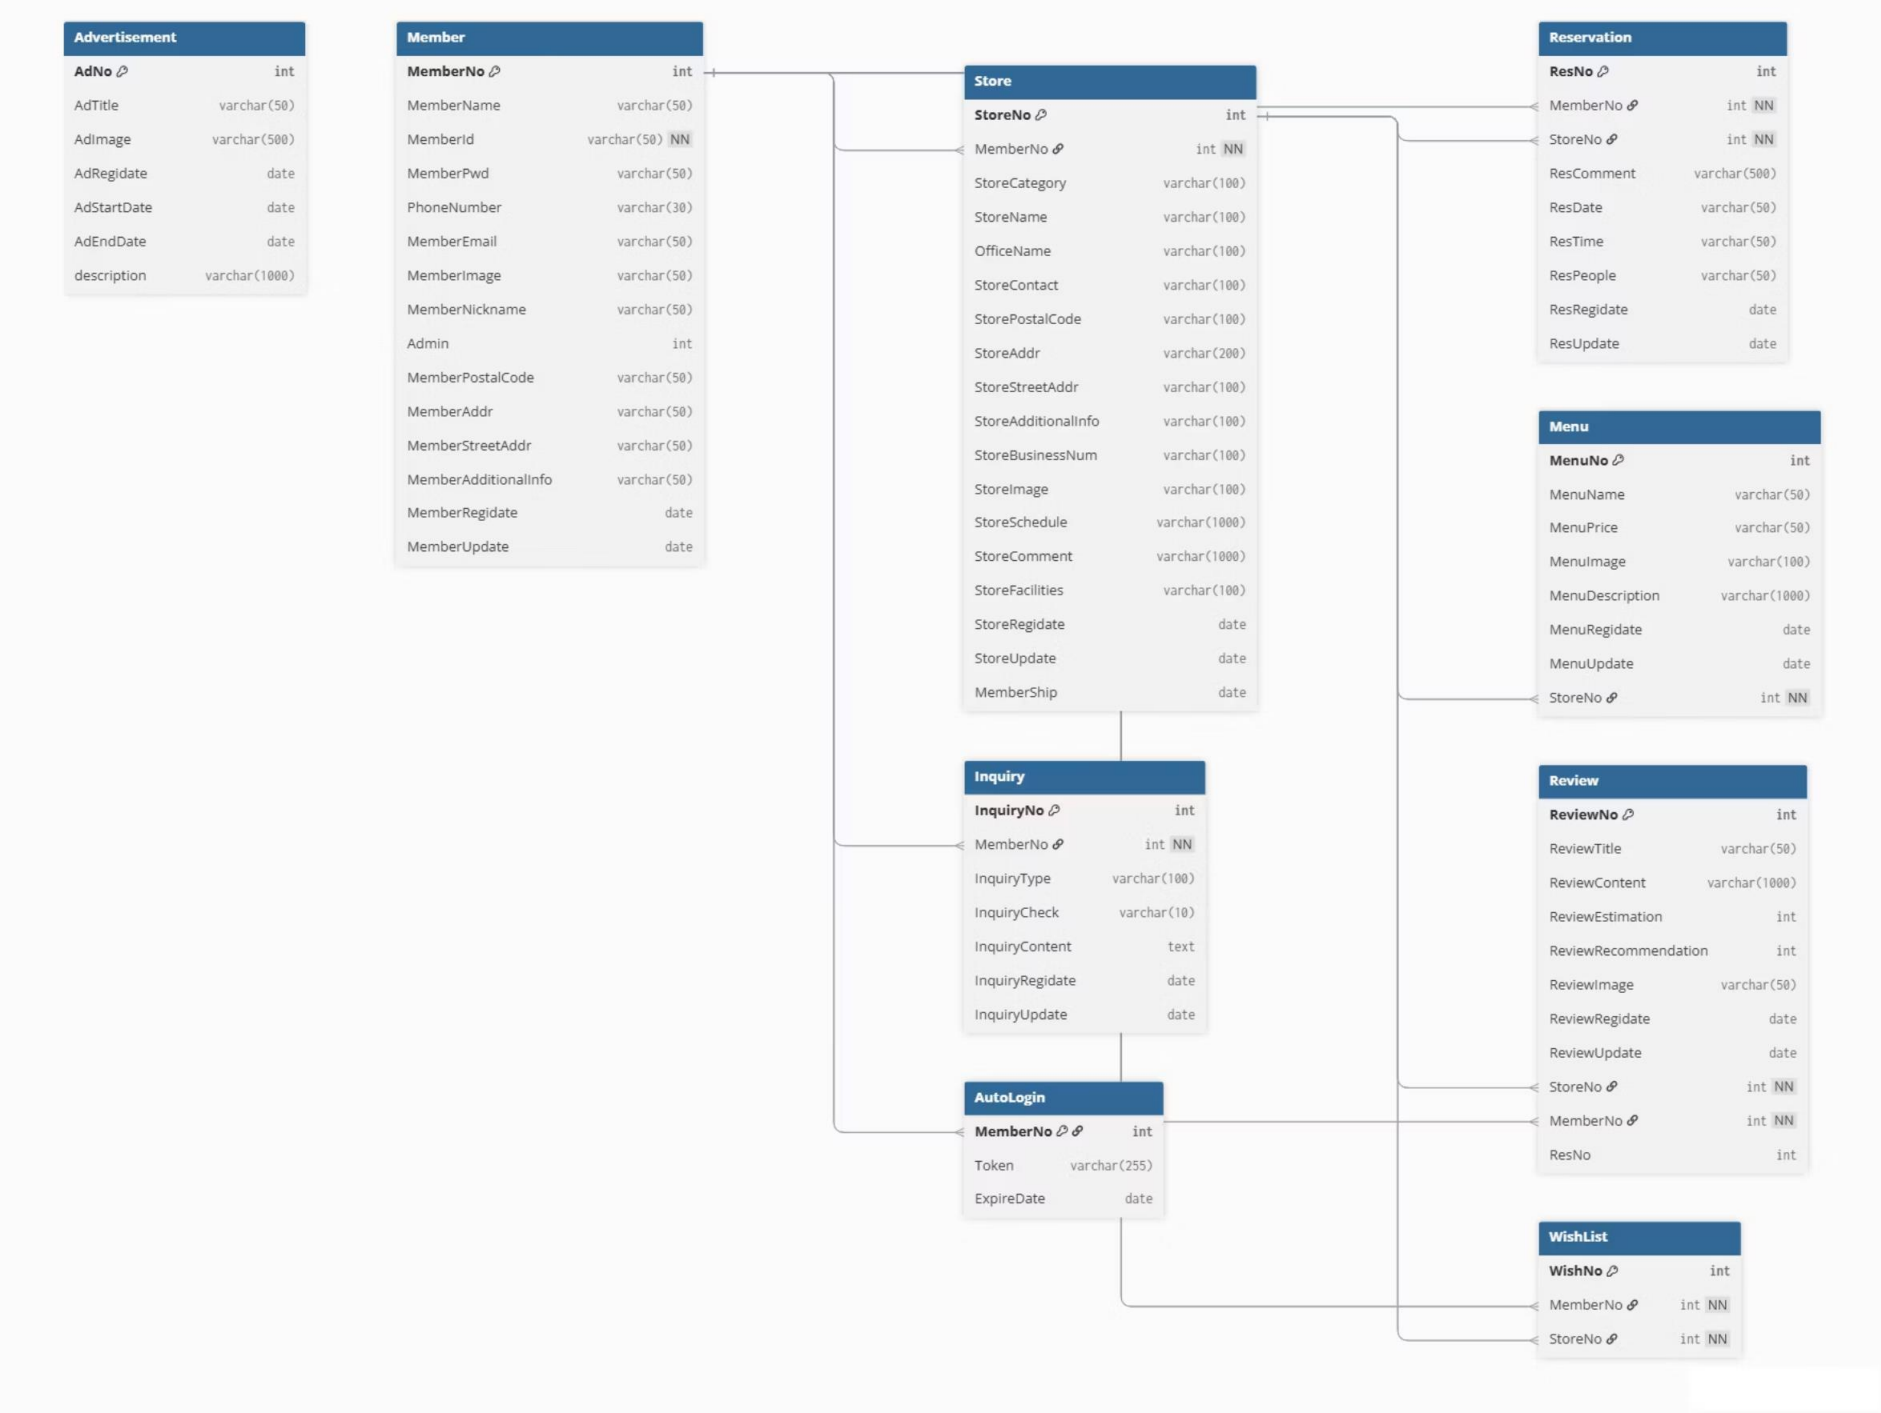 Advertisement
AdNo int
AdTitle varchar(50)
AdImage varchar(500)
AdRegidate date
AdStartDate date
AdEndDate date
description varchar(1000)
Member
MemberNo int
MemberName varchar(50)
MemberId varchar(50) NN
MemberPwd varchar(50)
PhoneNumber varchar(30)
MemberEmail varchar(50)
MemberImage varchar(50)
MemberNickname varchar(50)
Admin int
MemberPostalCode varchar(50)
MemberAddr varchar(50)
MemberStreetAddr varchar(50)
MemberAdditionalInfo varchar(50)
MemberRegidate date
MemberUpdate date
Store
StoreNo int
MemberNo int NN
StoreCategory varchar(100)
StoreName varchar(100)
OfficeName varchar(100)
StoreContact varchar(100)
StorePostalCode varchar(100)
StoreAddr varchar(200)
StoreStreetAddr varchar(100)
StoreAdditionalInfo varchar(100)
StoreBusinessNum varchar(100)
StoreImage varchar(100)
StoreSchedule varchar(1000)
StoreComment varchar(1000)
StoreFacilities varchar(100)
StoreRegidate date
StoreUpdate date
MemberShip date
Inquiry
InquiryNo int
MemberNo int NN
InquiryType varchar(100)
InquiryCheck varchar(10)
InquiryContent text
InquiryRegidate date
InquiryUpdate date
AutoLogin
MemberNo int
Token varchar(255)
ExpireDate date
Reservation
ResNo int
MemberNo int NN
StoreNo int NN
ResComment varchar(500)
ResDate varchar(50)
ResTime varchar(50)
ResPeople varchar(50)
ResRegidate date
ResUpdate date
Menu
MenuNo int
MenuName varchar(50)
MenuPrice varchar(50)
MenuImage varchar(100)
MenuDescription varchar(1000)
MenuRegidate date
MenuUpdate date
StoreNo int NN
Review
ReviewNo int
ReviewTitle varchar(50)
ReviewContent varchar(1000)
ReviewEstimation int
ReviewRecommendation int
ReviewImage varchar(50)
ReviewRegidate date
ReviewUpdate date
StoreNo int NN
MemberNo int NN
ResNo int
WishList
WishNo int
MemberNo int NN
StoreNo int NN